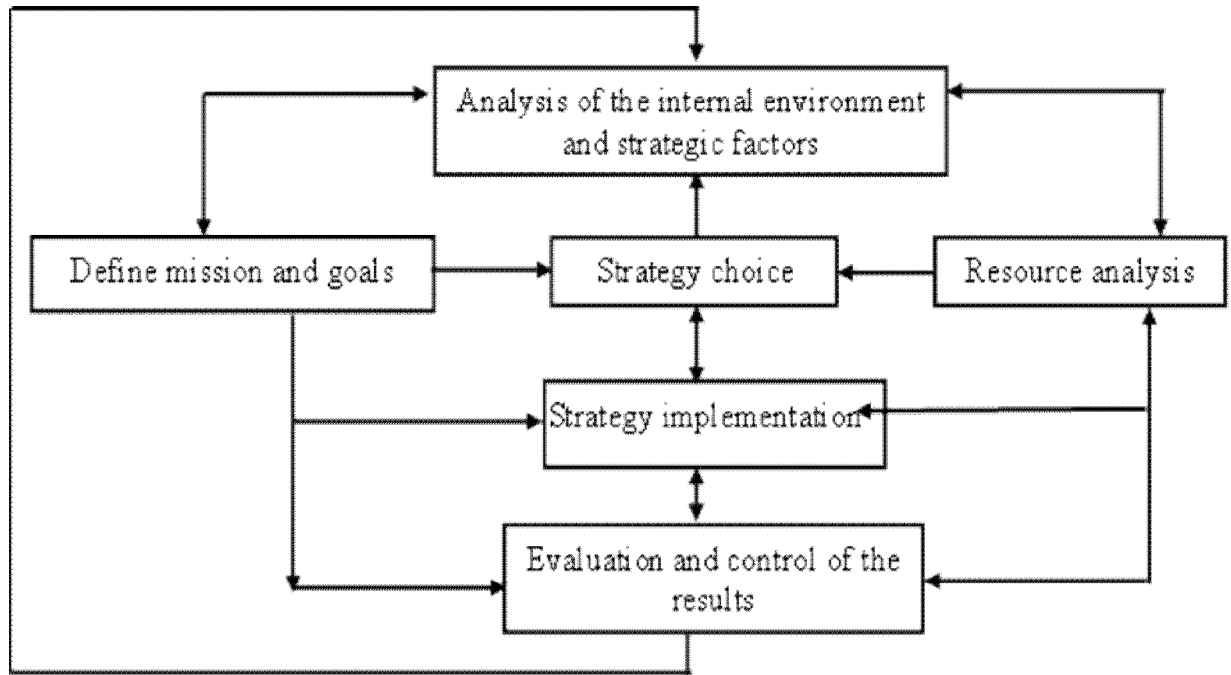 Analysis of the internal environment
and strategic factors
Define mission and goals
Strategy choice
Resource analysis
Strategy implementation
Evaluation and control of the
results